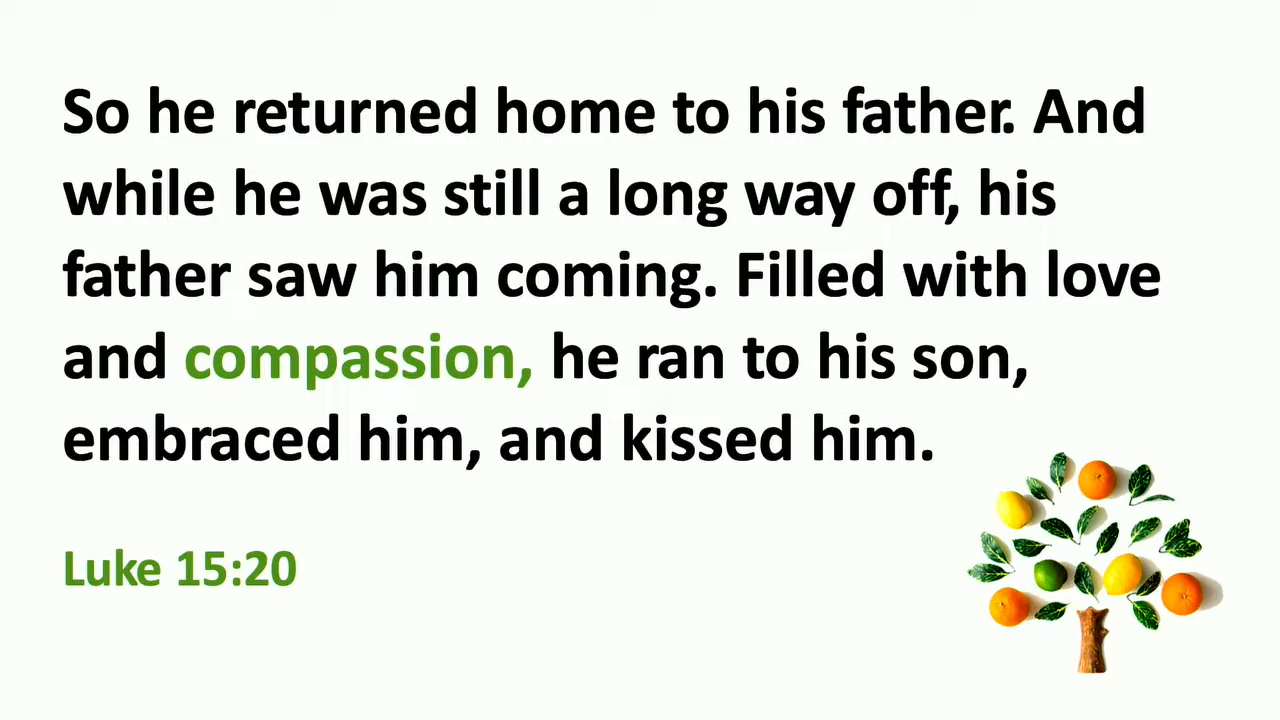 So he returned home to his father. And
while he was still a long way off, his
father saw him coming. Filled with love
and compassion, he ran to his son,
embraced him, and kissed him.
Luke 15:20